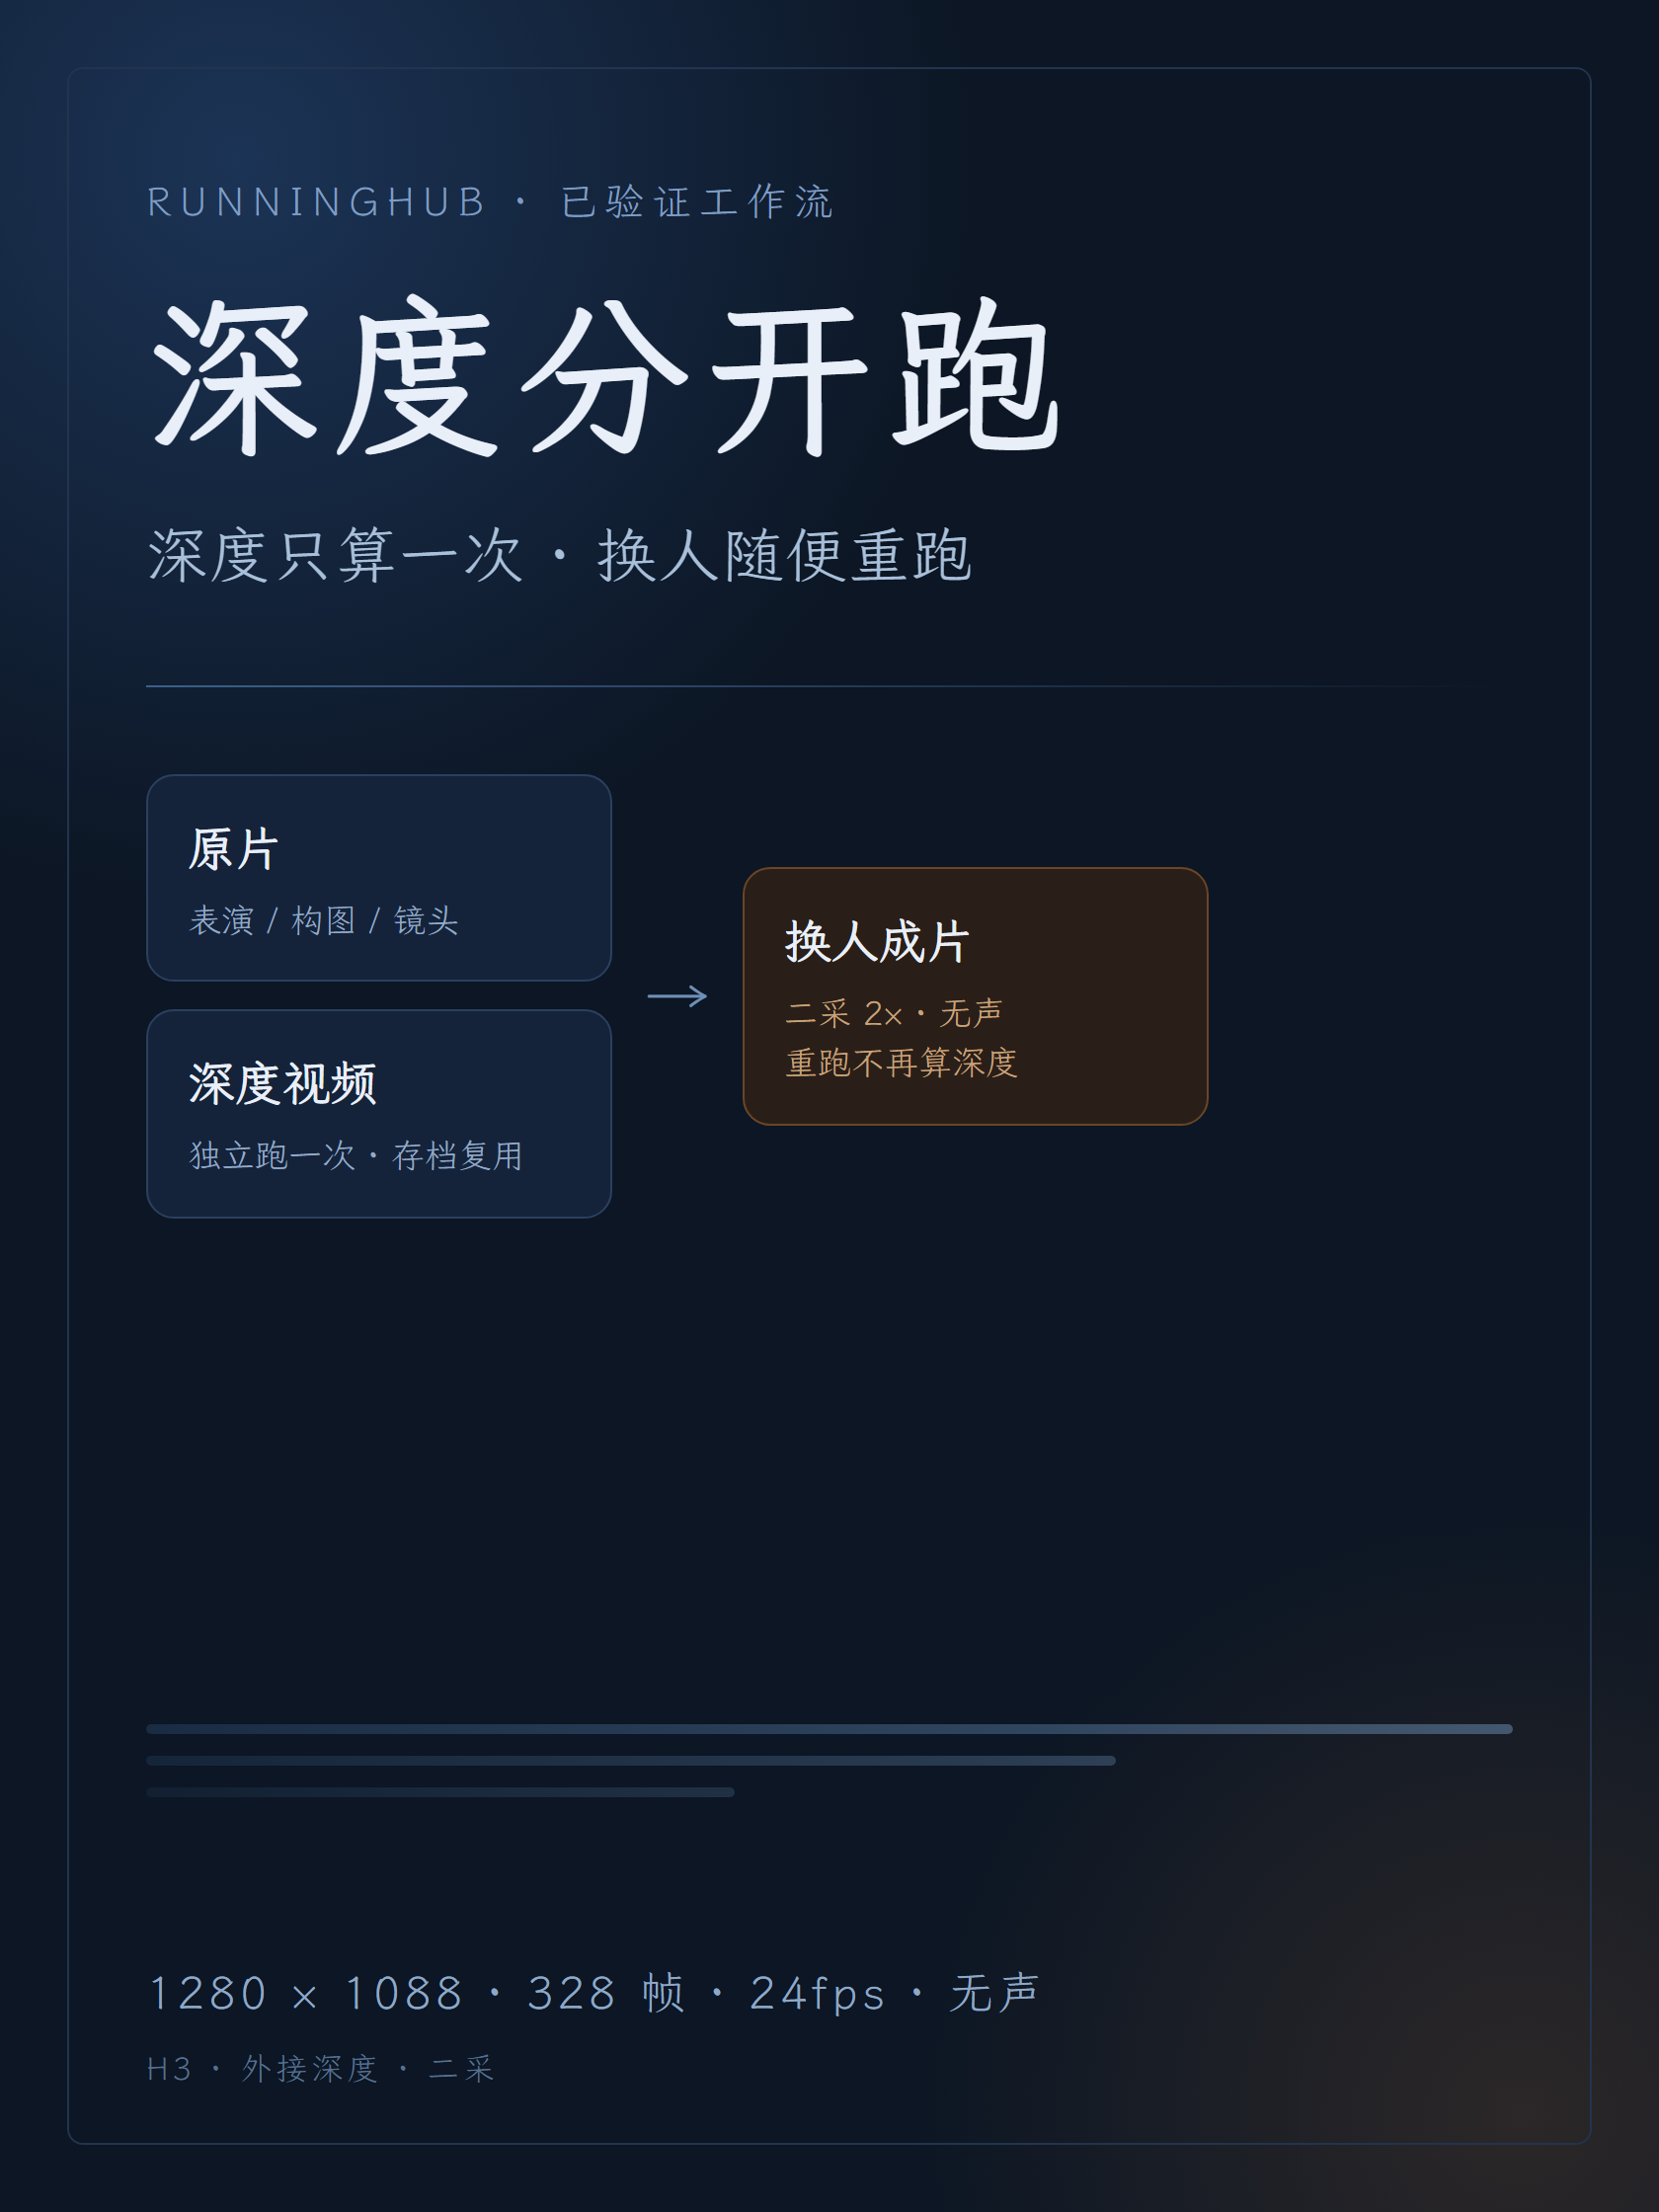 RUNNINGHUB · 已验证工作流
深度分开跑
深度只算一次 · 换人随便重跑
原片
表演 / 构图 / 镜头
深度视频
独立跑一次 · 存档复用
→
换人成片
二采 2× · 无声
重跑不再算深度
1280 × 1088 · 328 帧 · 24fps · 无声
H3 · 外接深度 · 二采